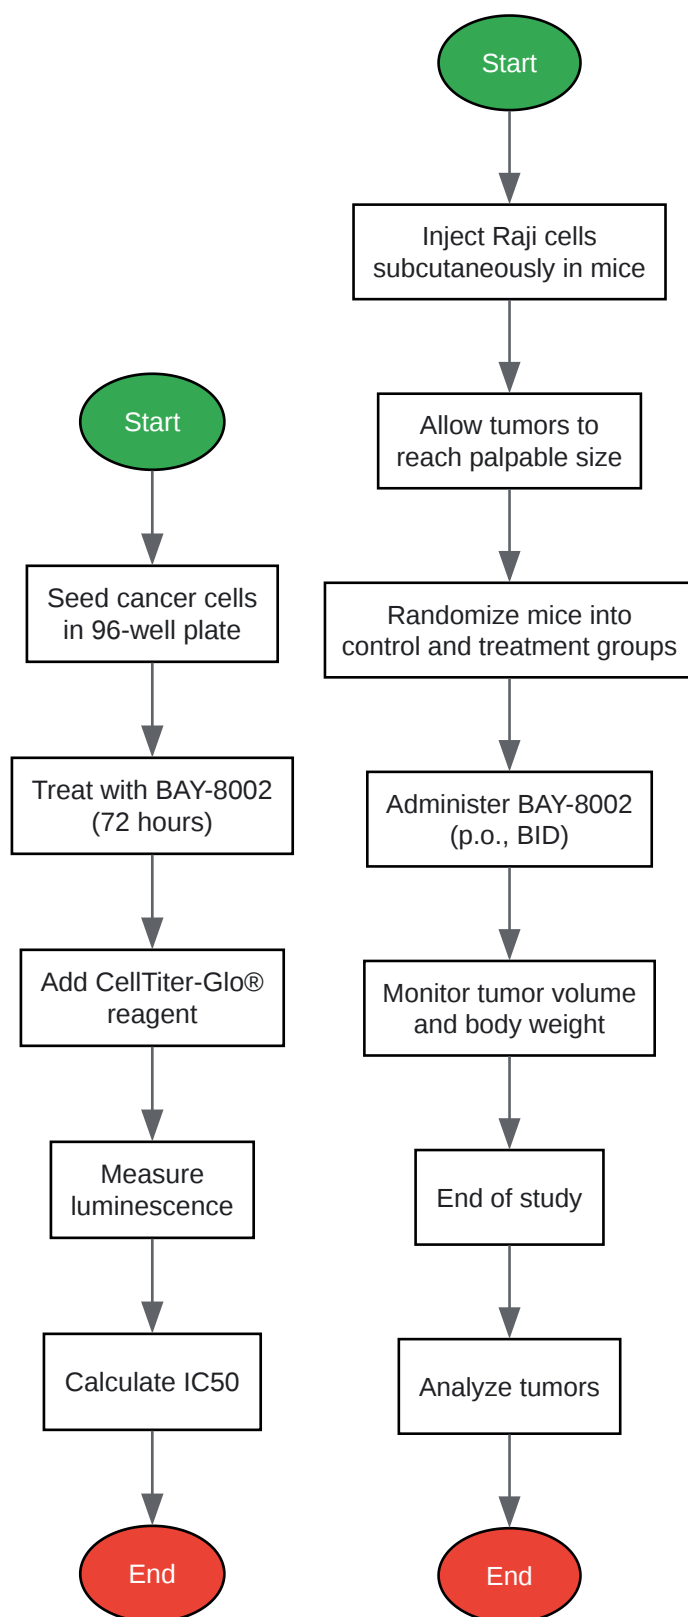 Start
Seed cancer cells
in 96-well plate
Treat with BAY-8002
(72 hours)
Add CellTiter-Glo®
reagent
Measure
luminescence
Calculate IC50
End
Start
Inject Raji cells
subcutaneously in mice
Allow tumors to
reach palpable size
Randomize mice into
control and treatment groups
Administer BAY-8002
(p.o., BID)
Monitor tumor volume
and body weight
End of study
Analyze tumors
End